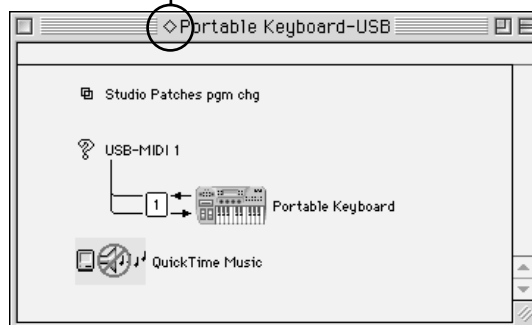 ◇Portable Keyboard-USB
Studio Patches pgm chg
USB-MIDI 1
1
Portable Keyboard
QuickTime Music